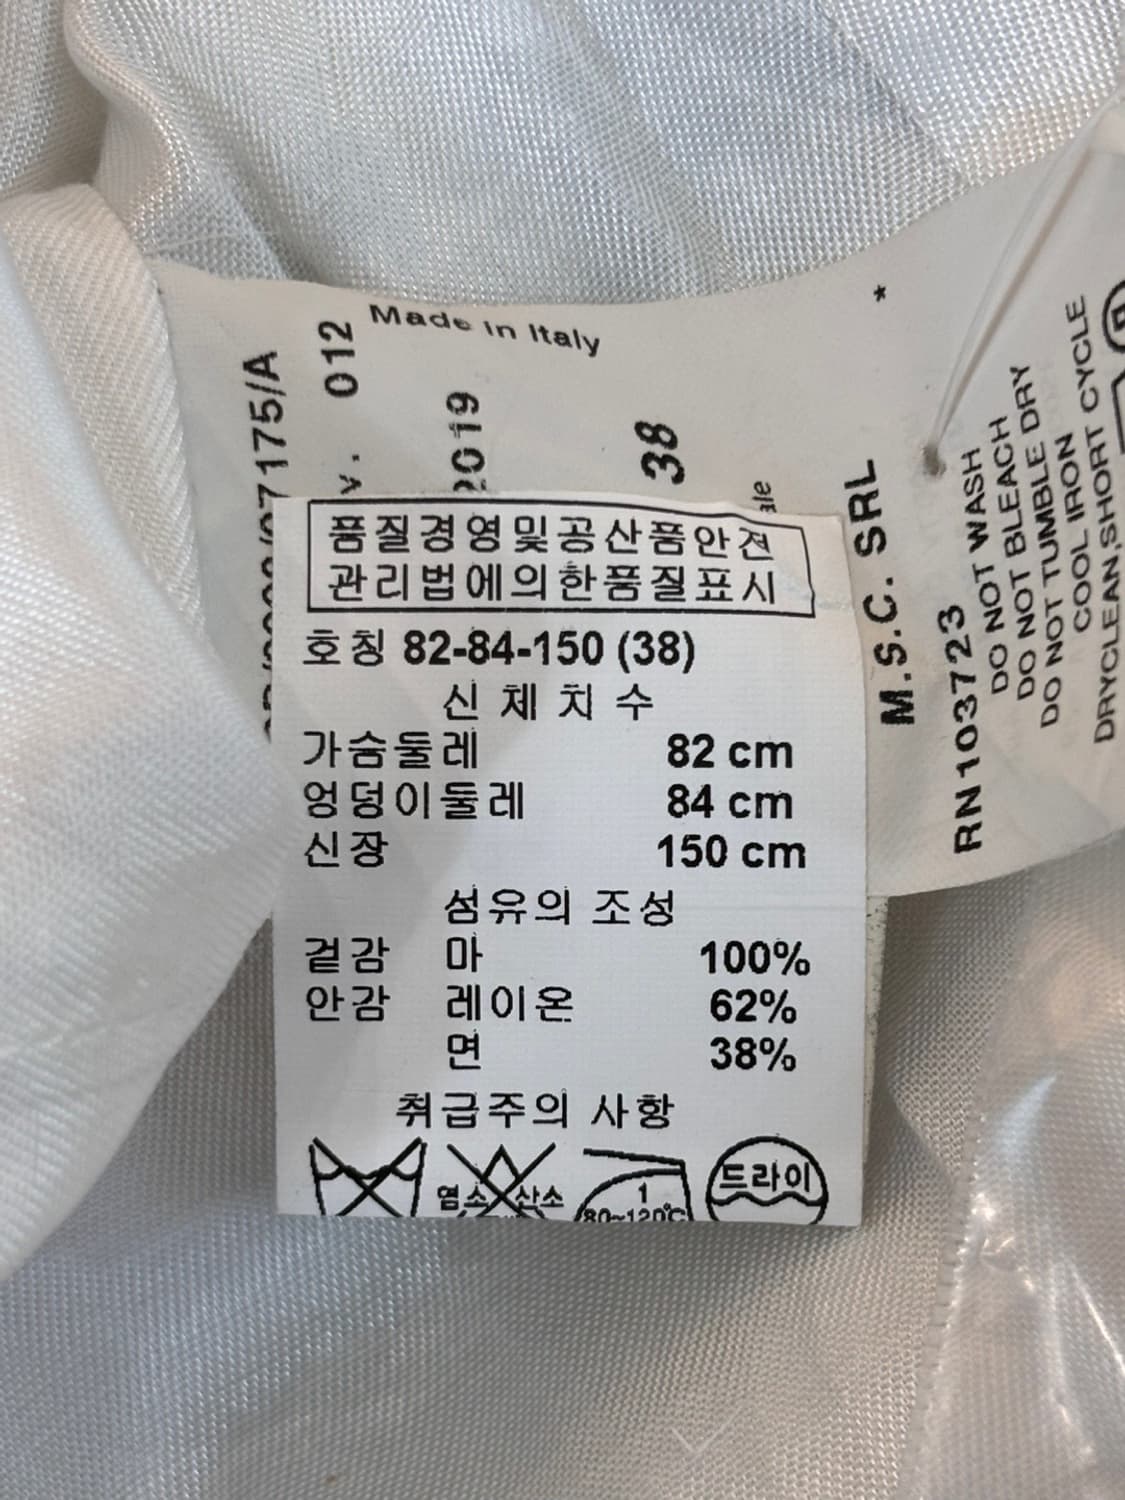 Made in Italy
012
2019
38
*
M.S.C. SRL
RN 103723
DO NOT WASH
DO NOT BLEACH
DO NOT TUMBLE DRY
COOL IRON
DRYCLEAN,SHORT CYCLE
품질경영및공산품안전
관리법에의한품질표시
호칭 82-84-150 (38)
신체치수
가슴둘레 82 cm
엉덩이둘레 84 cm
신장 150 cm
섬유의 조성
겉감 마 100%
안감 레이온 62%
면 38%
취급주의 사항
염소 산소
1
80~120℃
드라이